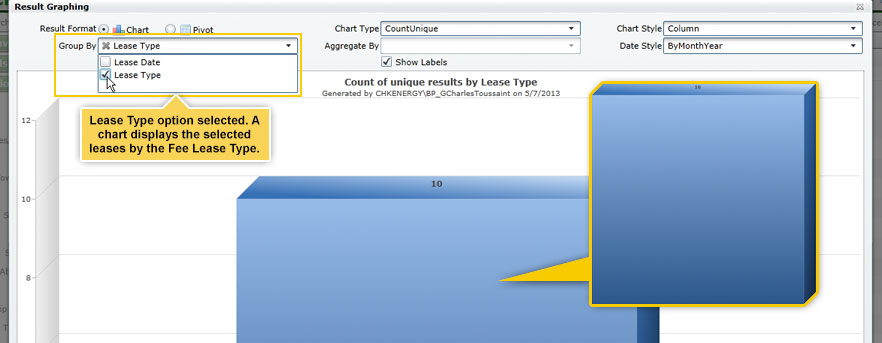 Result Graphing
Result Format Chart Pivot Chart Type CountUnique Chart Style Column
Group By Lease Type Aggregate By Date Style ByMonthYear
Lease Date Show Labels
Lease Type
Count of unique results by Lease Type
Generated by CHKENERGY\BP_GCharlesToussaint on 5/7/2013
Lease Type option selected. A
chart displays the selected
leases by the Fee Lease Type.
12
10
8
10
10